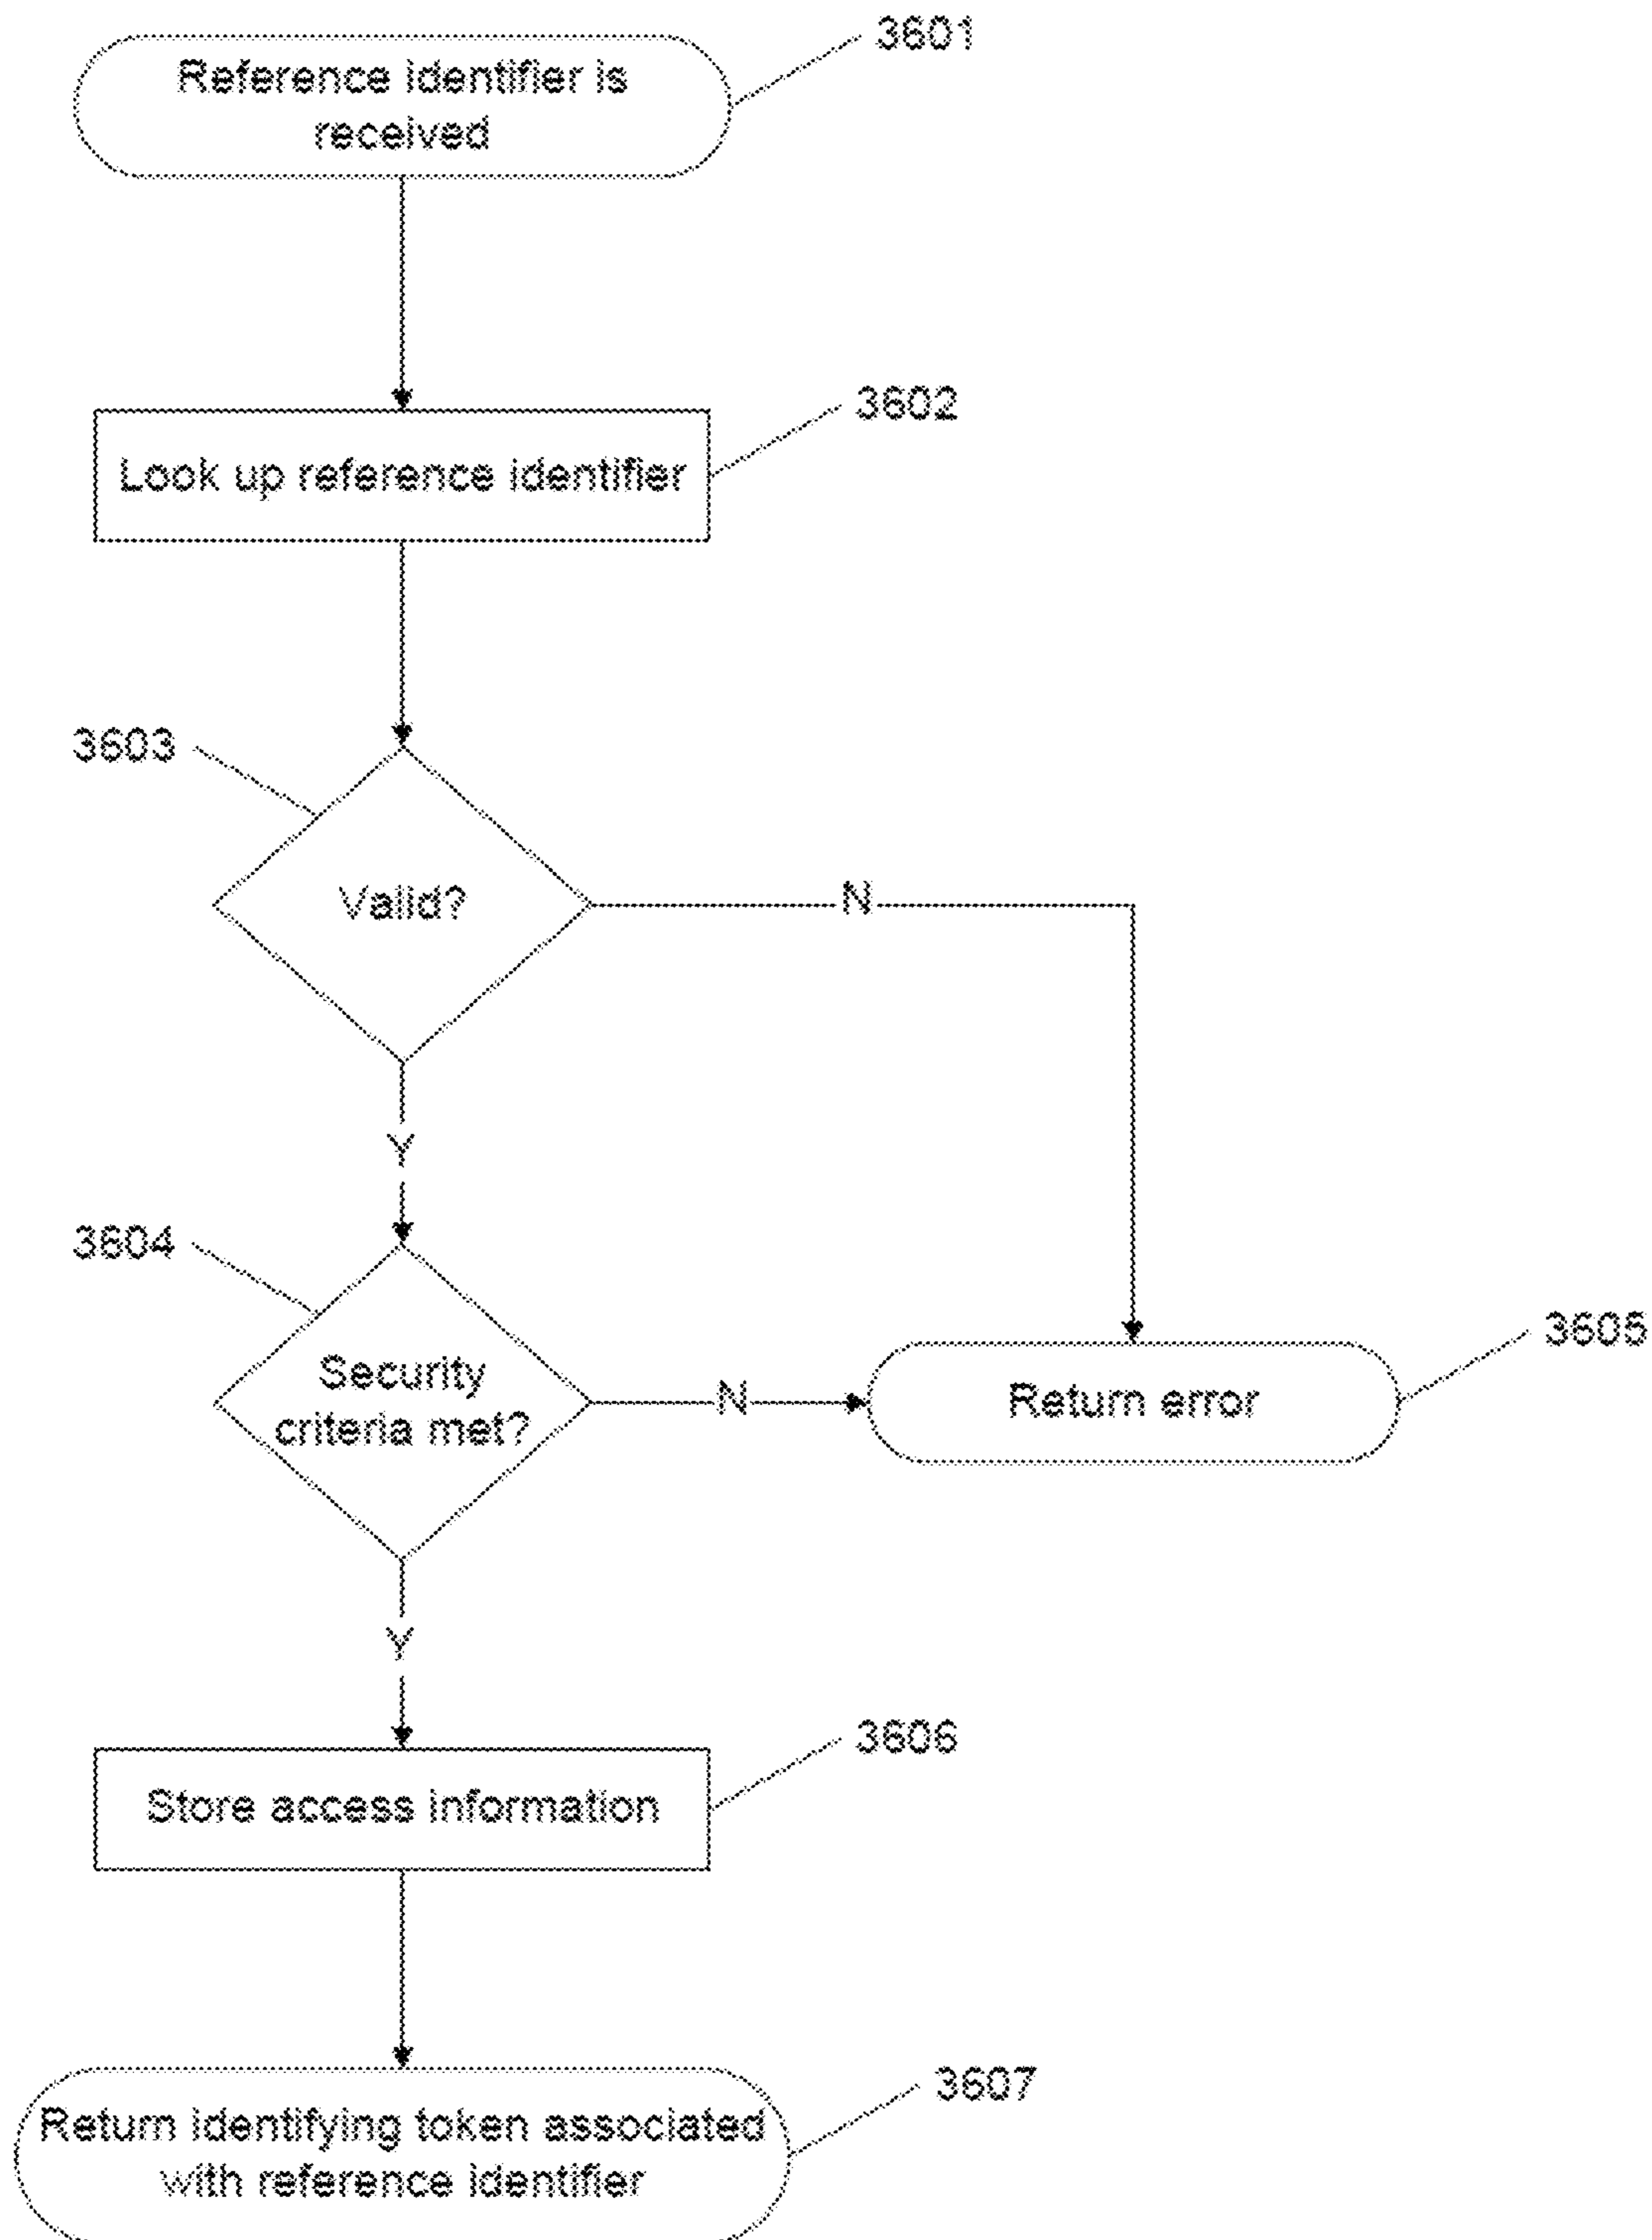 3601
Reference identifier is
received
3602
Look up reference identifier
3603
Valid?
N
Y
3604
Security
criteria met?
N
3605
Return error
Y
3606
Store access information
3607
Return identifying token associated
with reference identifier